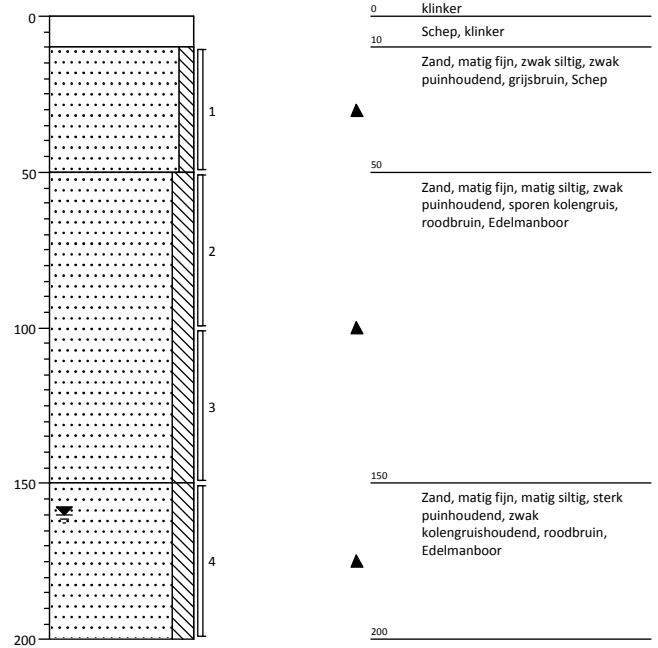 0
50
100
150
200
1
2
3
4
0
klinker
Schep, klinker
10
Zand, matig fijn, zwak siltig, zwak
puinhoudend, grijsbruin, Schep
50
Zand, matig fijn, matig siltig, zwak
puinhoudend, sporen kolengruis,
roodbruin, Edelmanboor
150
Zand, matig fijn, matig siltig, sterk
puinhoudend, zwak
kolengruishoudend, roodbruin,
Edelmanboor
200